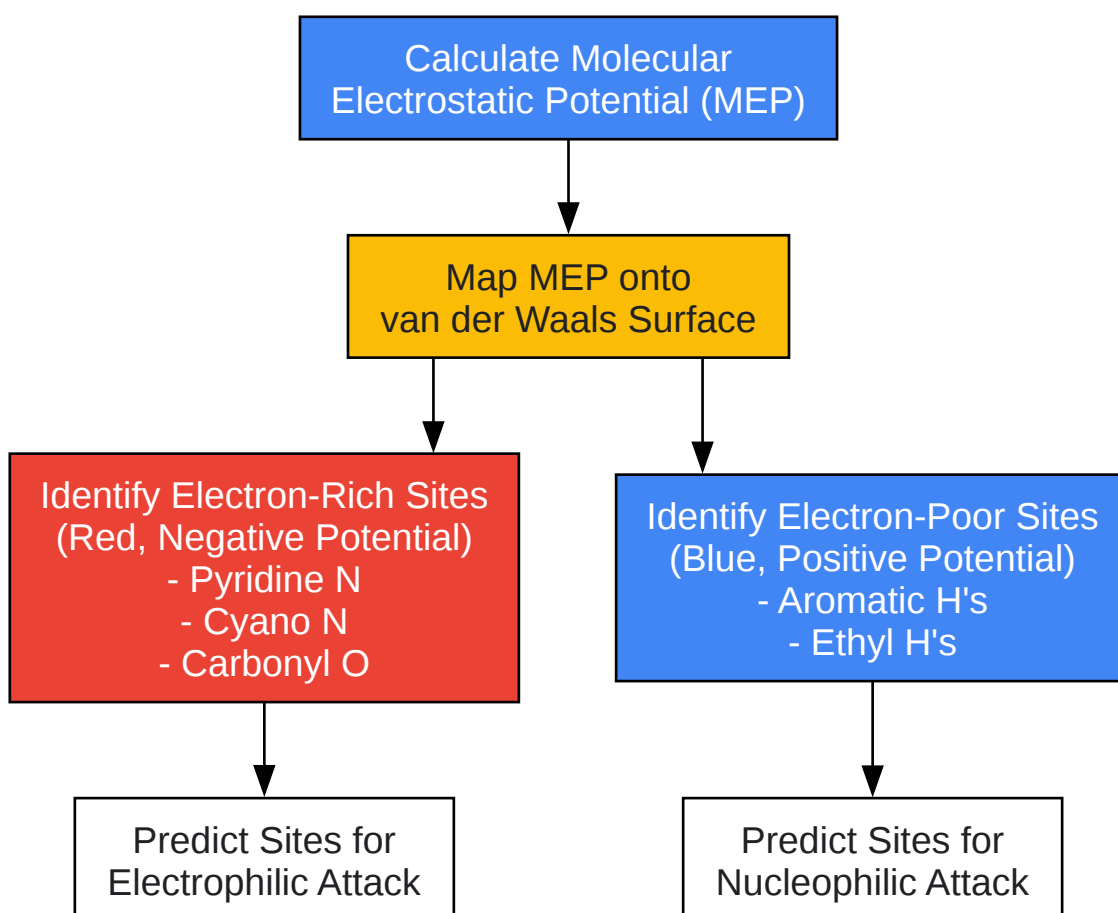 Calculate Molecular
Electrostatic Potential (MEP)
Map MEP onto
van der Waals Surface
Identify Electron-Rich Sites
(Red, Negative Potential)
- Pyridine N
- Cyano N
- Carbonyl O
Identify Electron-Poor Sites
(Blue, Positive Potential)
- Aromatic H's
- Ethyl H's
Predict Sites for
Electrophilic Attack
Predict Sites for
Nucleophilic Attack